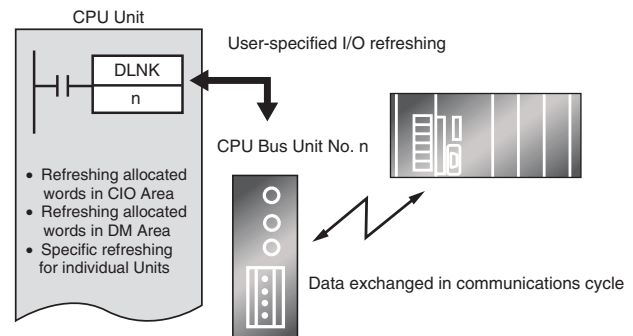 CPU Unit
User-specified I/O refreshing
DLNK
n
CPU Bus Unit No. n
• Refreshing allocated
words in CIO Area
• Refreshing allocated
words in DM Area
• Specific refreshing
for individual Units
Data exchanged in communications cycle